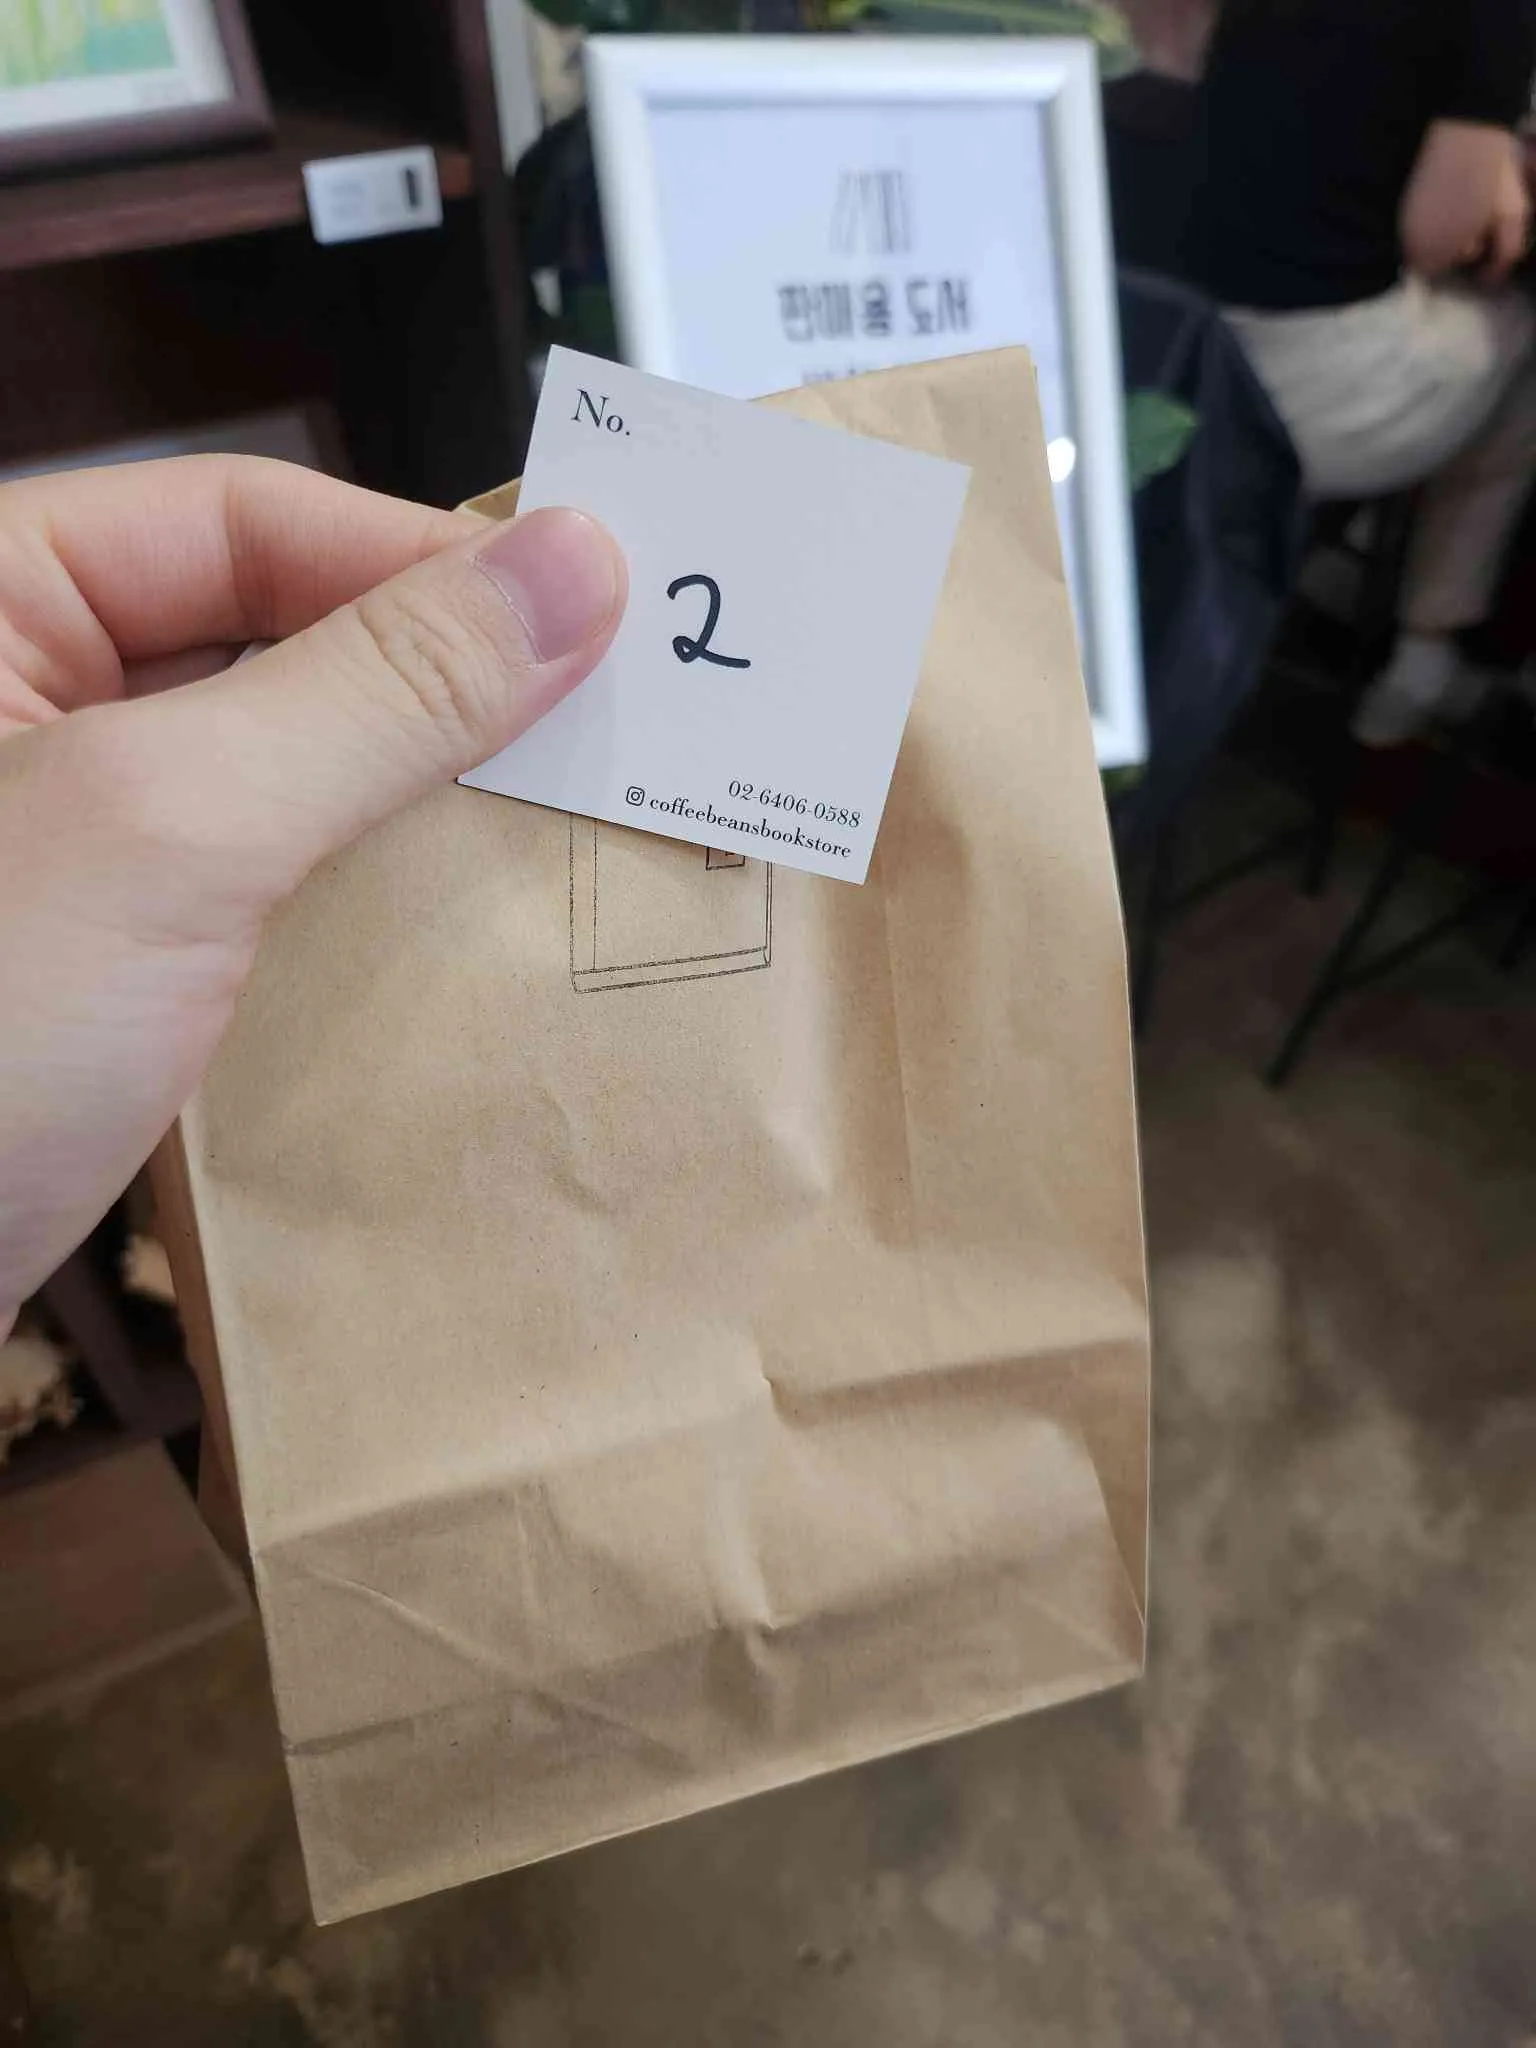 판매용 도서
No.
2
02-6406-0588
coffeebeansbookstore